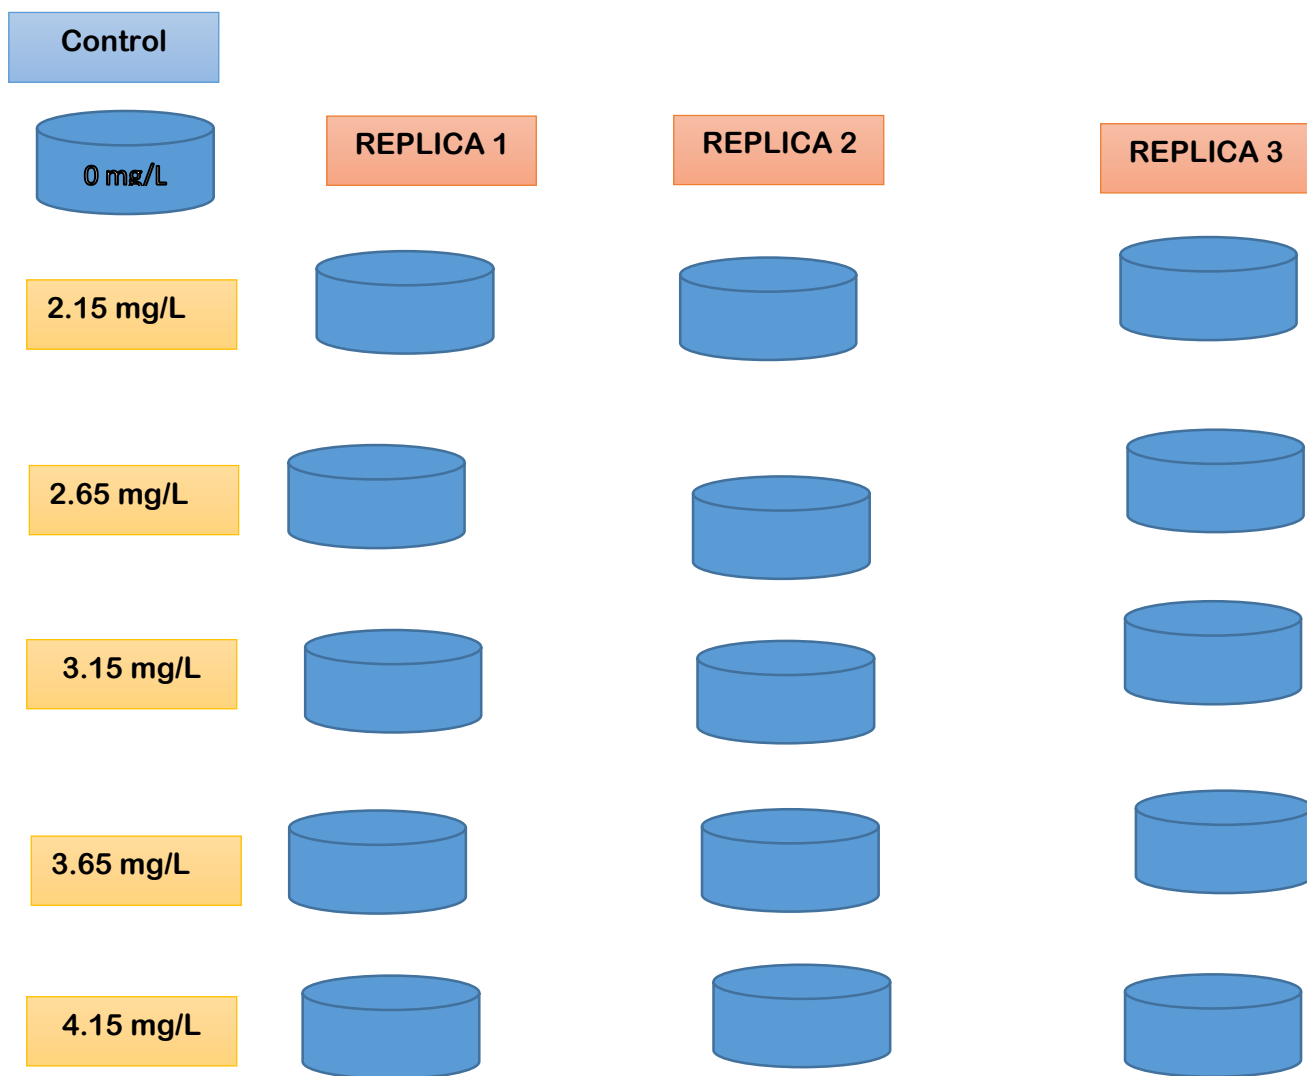 Control
0 mg/L
REPLICA 1
REPLICA 2
REPLICA 3
2.15 mg/L
2.65 mg/L
3.15 mg/L
3.65 mg/L
4.15 mg/L